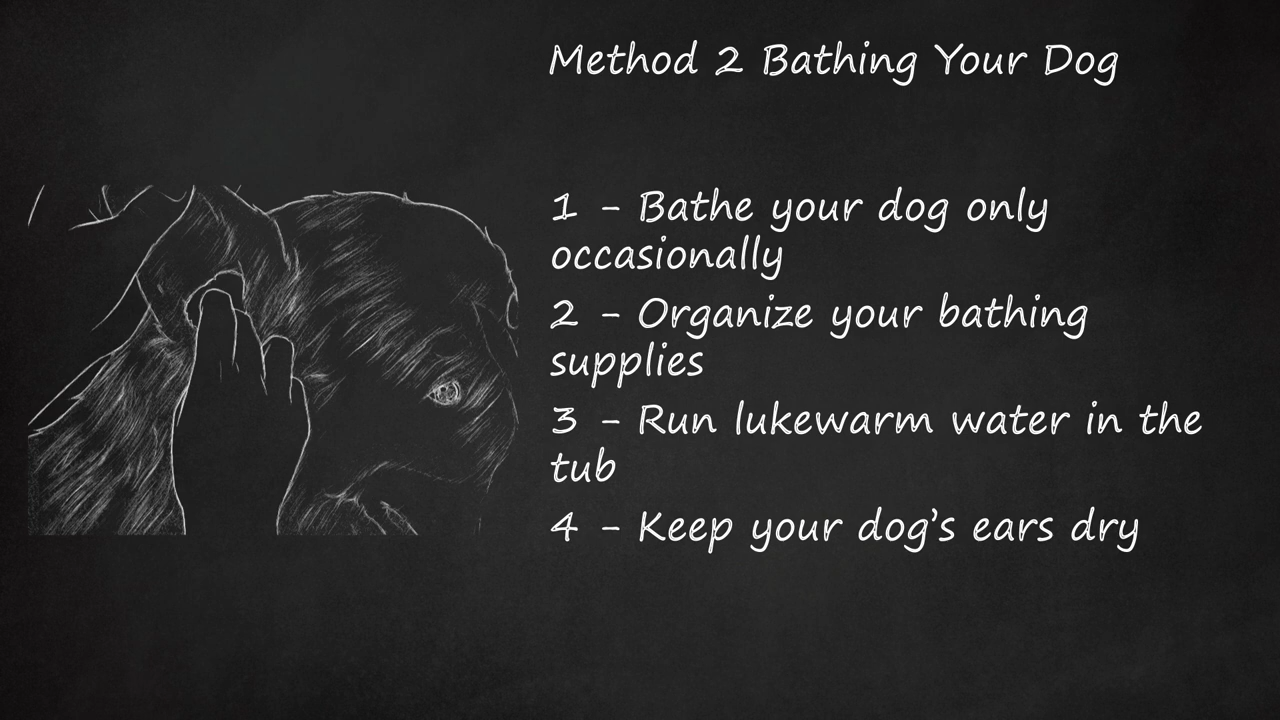 Method 2 Bathing Your Dog
1 - Bathe your dog only
occasionally
2 - Organize your bathing
supplies
3 - Run lukewarm water in the
tub
4 - Keep your dog’s ears dry